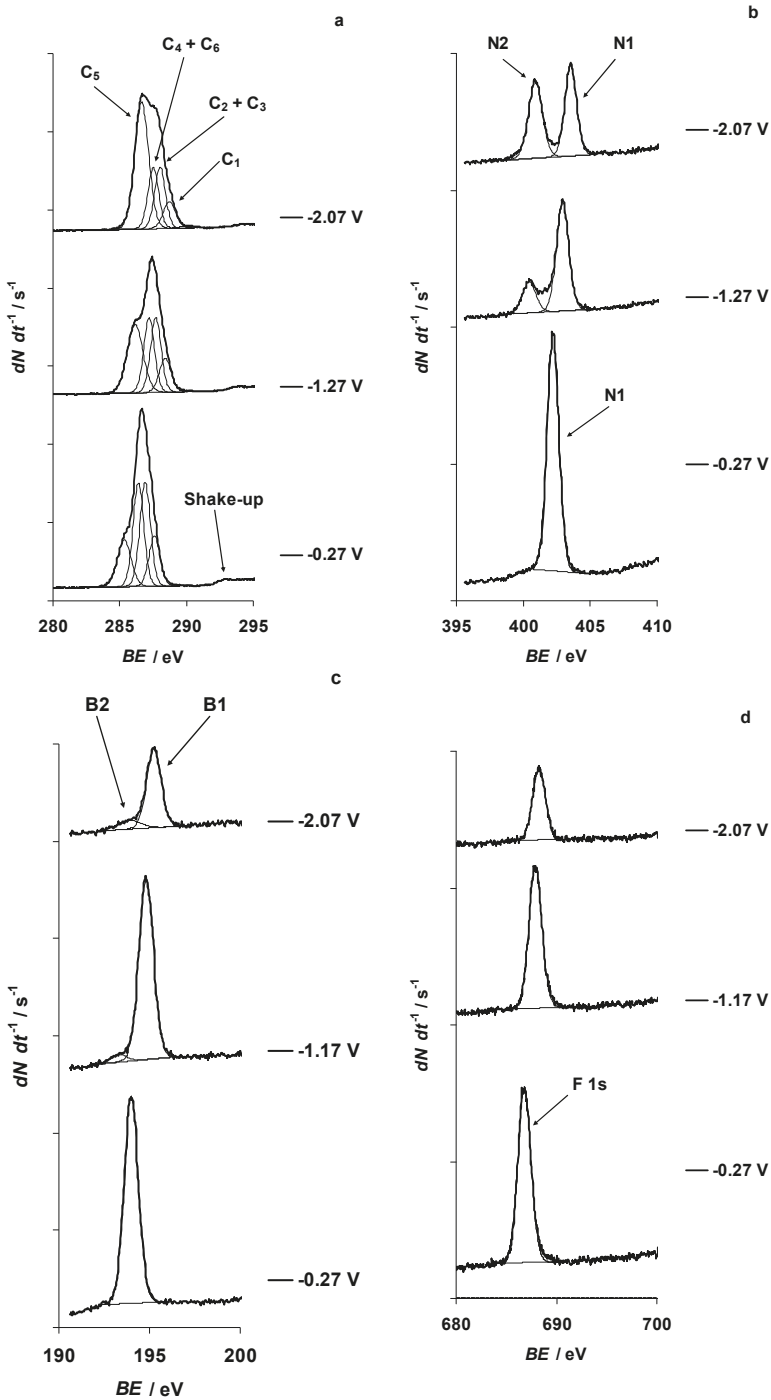 a
C5
C4 + C6
C2 + C3
C1
-2.07 V
-1.27 V
Shake-up
-0.27 V
dN dt-1 / s-1
280 285 290 295
BE / eV
b
N2 N1
-2.07 V
-1.27 V
N1
-0.27 V
dN dt-1 / s-1
395 400 405 410
BE / eV
c
B2 B1
-2.07 V
-1.17 V
-0.27 V
dN dt-1 / s-1
190 195 200
BE / eV
d
-2.07 V
-1.17 V
F 1s
-0.27 V
dN dt-1 / s-1
680 690 700
BE / eV